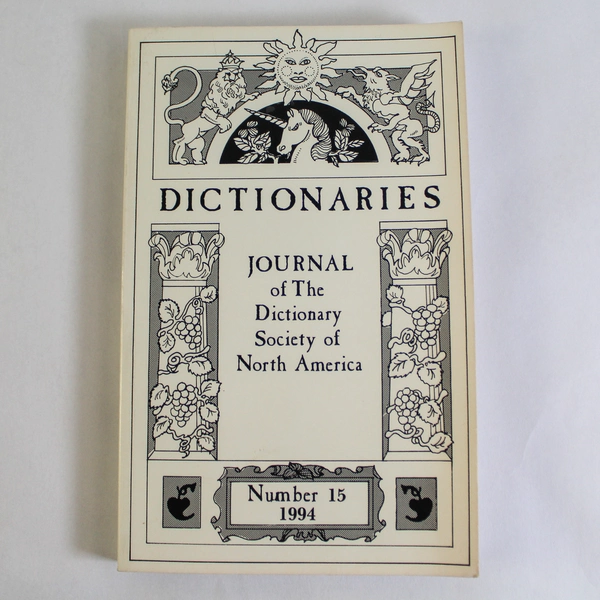 DICTIONARIES
JOURNAL
of The
Dictionary
Society of
North America
Number 15
1994